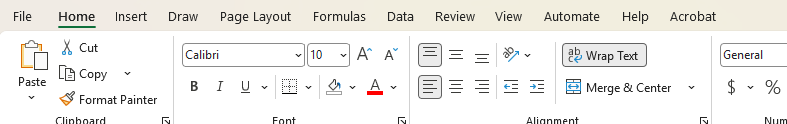 File Home Insert Draw Page Layout Formulas Data Review View Automate Help Acrobat
Paste
Cut
Copy
Format Painter
Clipboard
Calibri 10 A A
B I U A
Font
ab Wrap Text
Merge & Center
Alignment
General
$ %